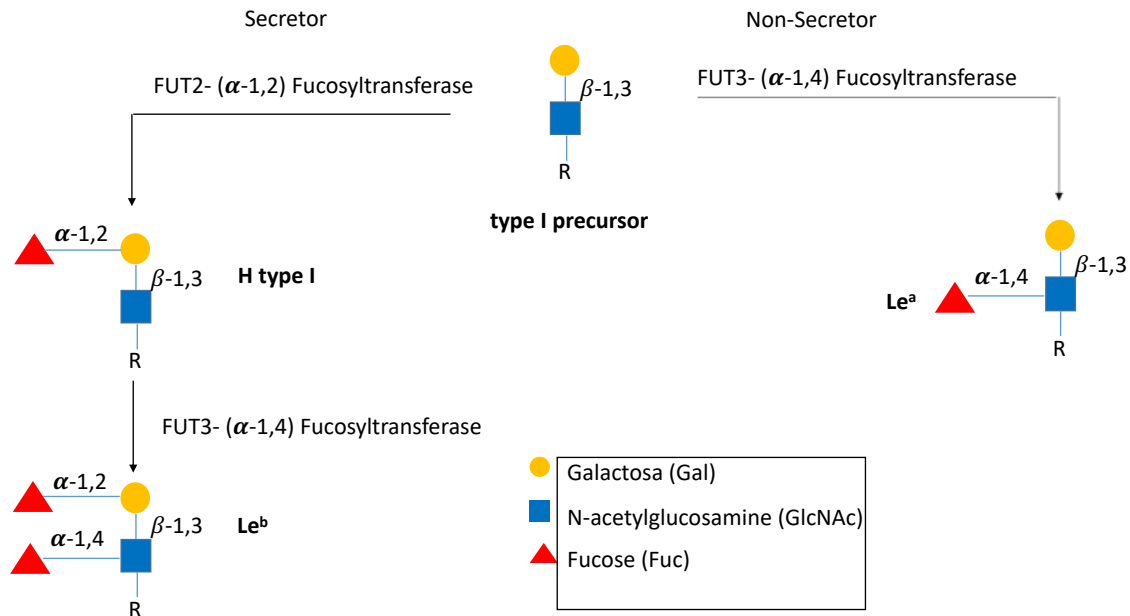 Secretor
Non-Secretor
FUT2- (α-1,2) Fucosyltransferase
β-1,3
FUT3- (α-1,4) Fucosyltransferase
R
type I precursor
α-1,2
β-1,3
H type I
R
α-1,4
β-1,3
Leᵃ
R
FUT3- (α-1,4) Fucosyltransferase
α-1,2
β-1,3
Leᵇ
α-1,4
R
Galactosa (Gal)
N-acetylglucosamine (GlcNAc)
Fucose (Fuc)